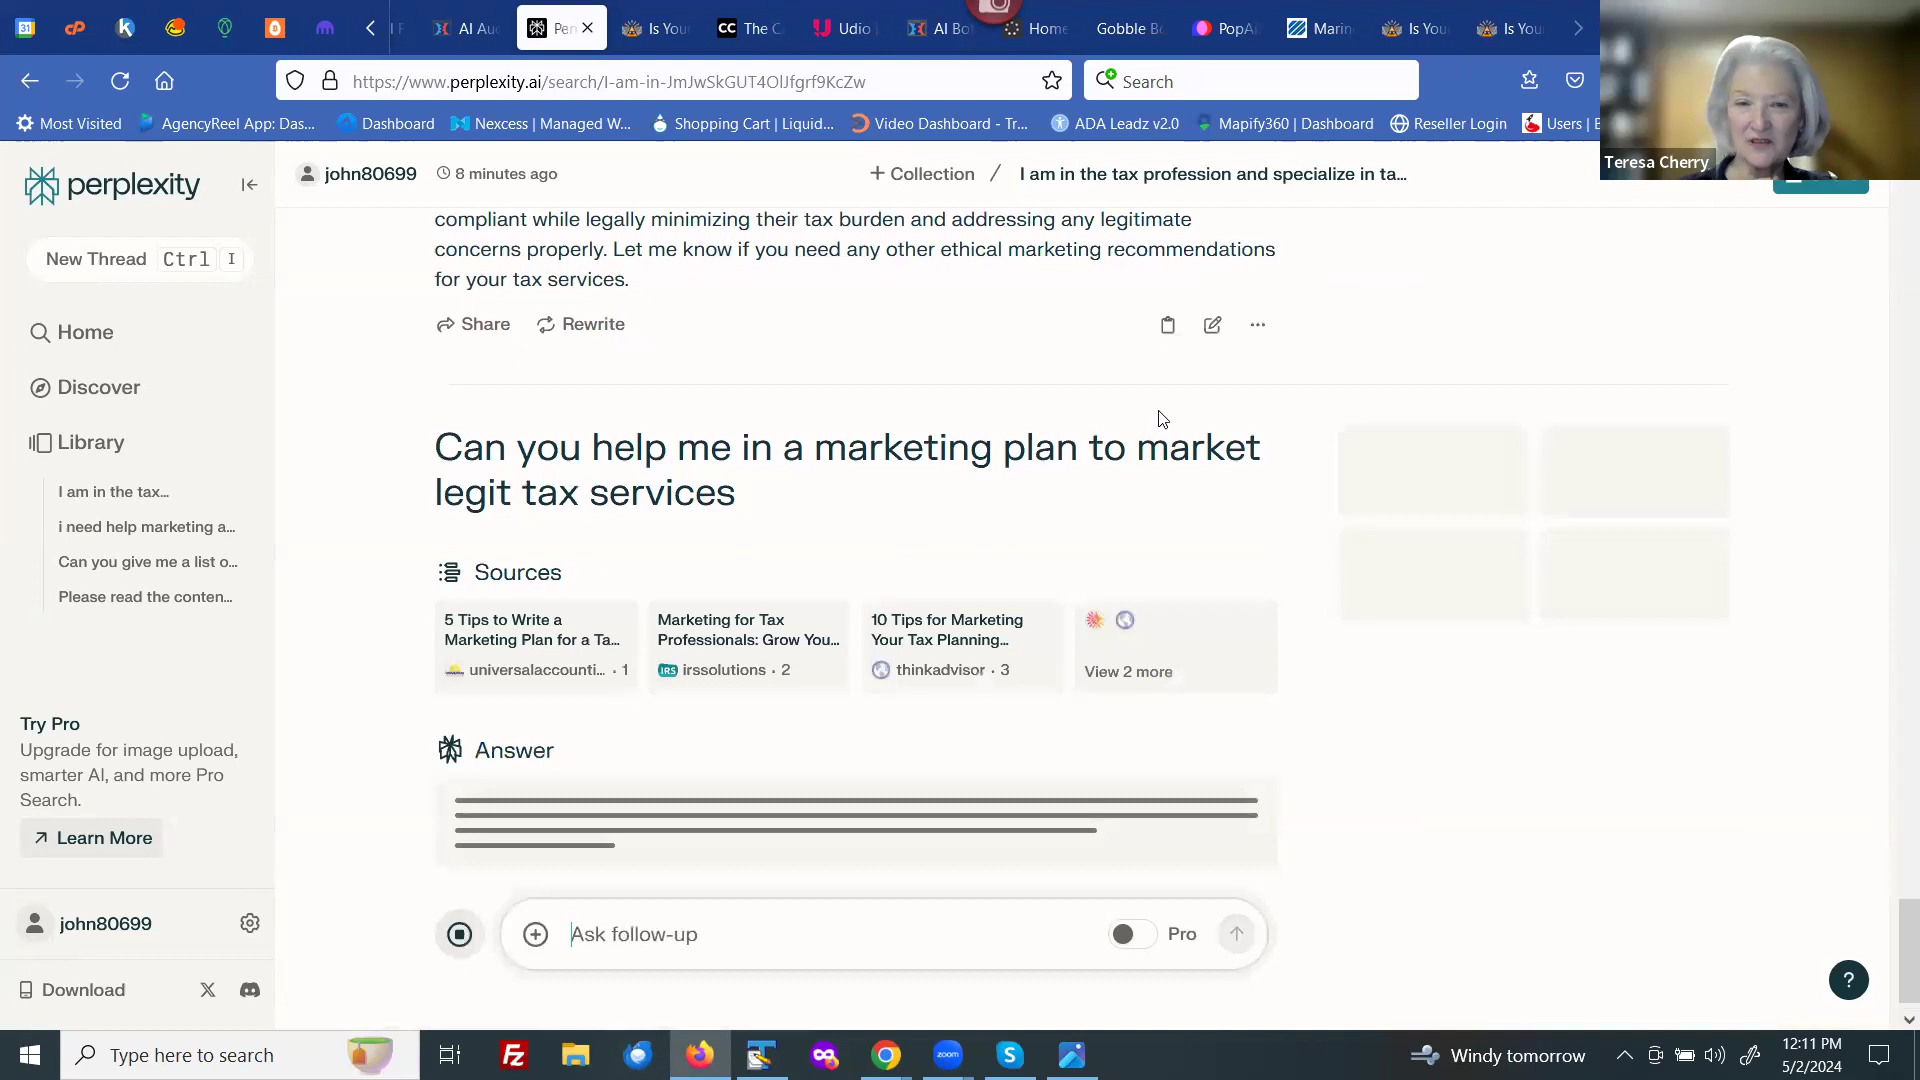 AI Au
Per
Is You
CC The C
Udio
AI Bo
Home
Gobble B
PopA
Marin
Is You
Is You
https://www.perplexity.ai/search/I-am-in-JmJwSkGUT4OlJfgrf9KcZw
Search
Most Visited
AgencyReel App: Das...
Dashboard
Nexcess | Managed W...
Shopping Cart | Liquid...
Video Dashboard - Tr...
ADA Leadz v2.0
Mapify360 | Dashboard
Reseller Login
Users | E
Teresa Cherry
perplexity
john80699
8 minutes ago
+ Collection / I am in the tax profession and specialize in ta...
New Thread Ctrl I
Home
Discover
Library
I am in the tax...
i need help marketing a...
Can you give me a list o...
Please read the conten...
Try Pro
Upgrade for image upload,
smarter AI, and more Pro
Search.
Learn More
john80699
Download
compliant while legally minimizing their tax burden and addressing any legitimate
concerns properly. Let me know if you need any other ethical marketing recommendations
for your tax services.
Share
Rewrite
Can you help me in a marketing plan to market
legit tax services
Sources
5 Tips to Write a
Marketing Plan for a Ta...
universalaccounti... · 1
Marketing for Tax
Professionals: Grow You...
IRS irssolutions · 2
10 Tips for Marketing
Your Tax Planning...
thinkadvisor · 3
View 2 more
Answer
Ask follow-up
Pro
?
Type here to search
zoom
Windy tomorrow
12:11 PM
5/2/2024